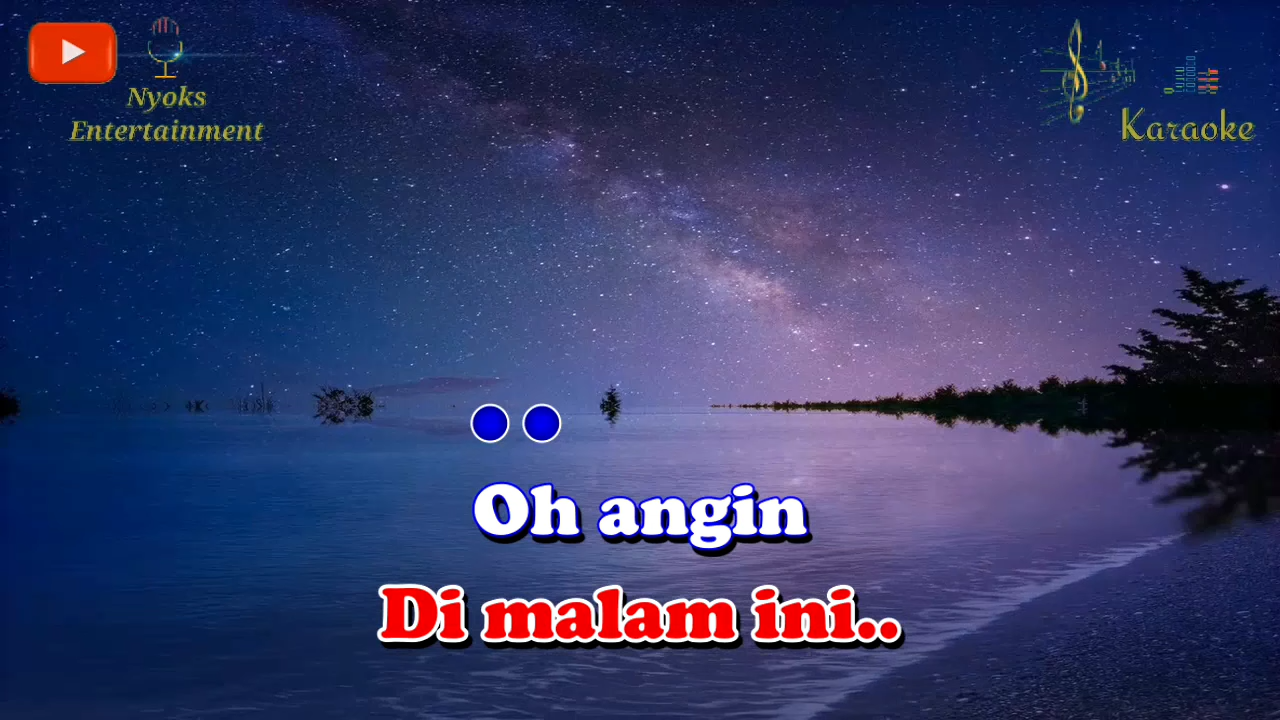 Nyoks
Entertainment
Karaoke
Oh angin
Di malam ini..